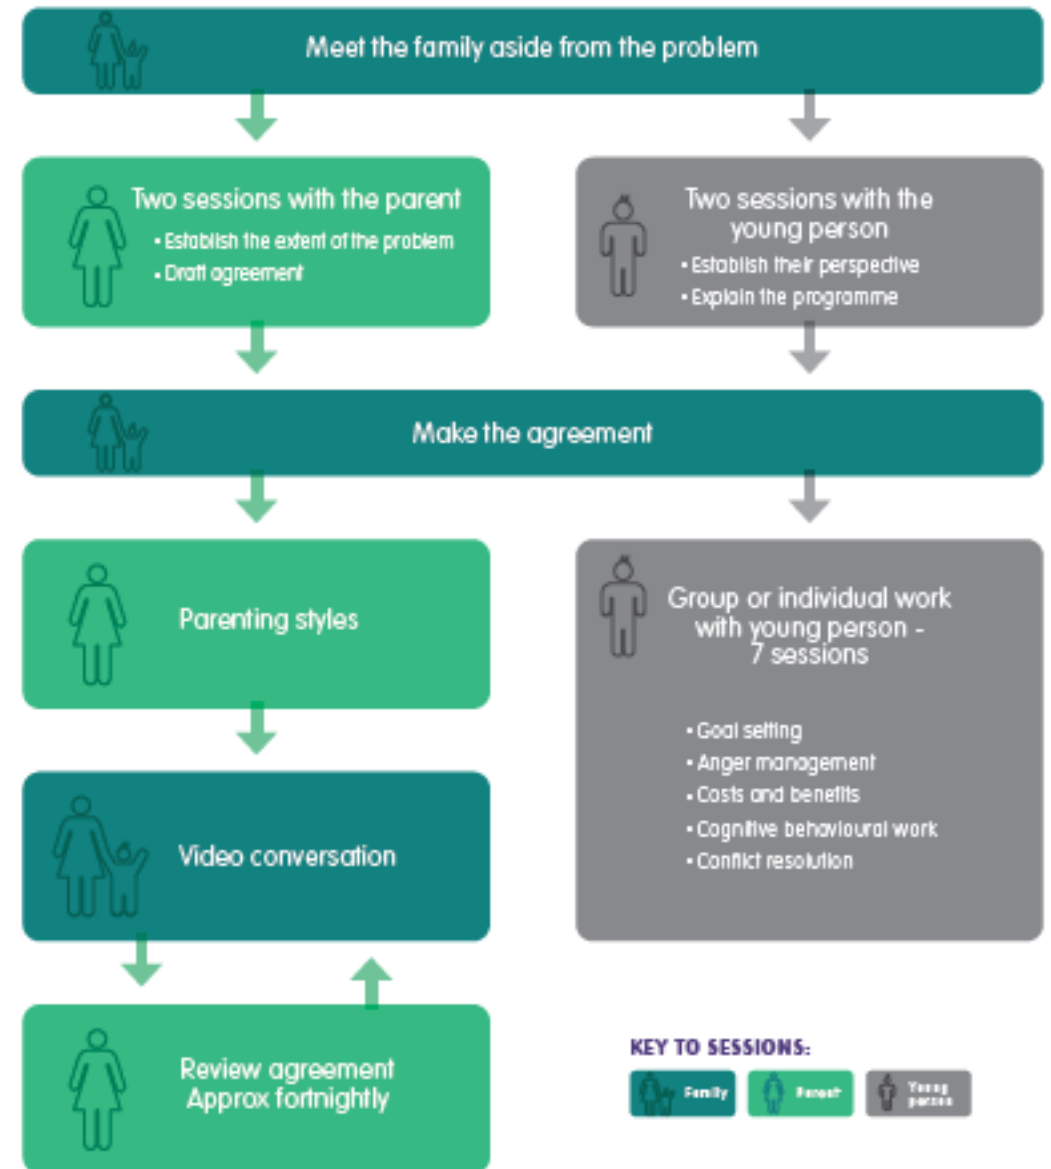 Meet the family aside from the problem
Two sessions with the parent
• Establish the extent of the problem
• Draft agreement
Two sessions with the
young person
• Establish their perspective
• Explain the programme
Make the agreement
Parenting styles
Group or individual work
with young person -
7 sessions
• Goal setting
• Anger management
• Costs and benefits
• Cognitive behavioural work
• Conflict resolution
Video conversation
Review agreement
Approx fortnightly
KEY TO SESSIONS:
Family
Parent
Young
person